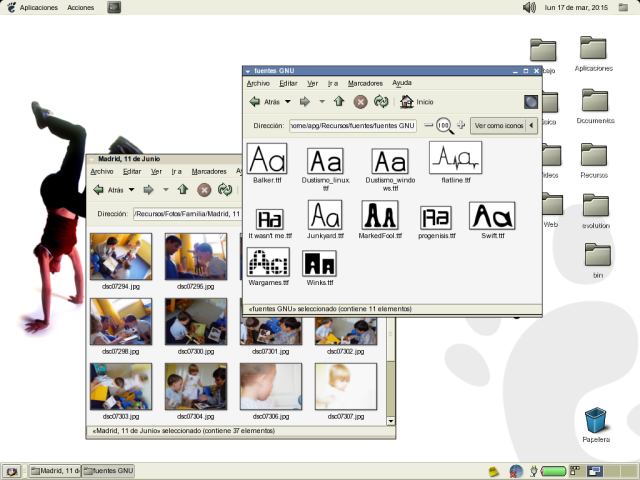 Aplicaciones Acciones lun 17 de mar, 20:15
Aplicaciones
Documentos
Recursos
Web
evolution
bin
Papelera
fuentes GNU
Archivo Editar Ver Ir a Marcadores Ayuda
Atrás Inicio
Dirección: home/apg/Recursos/fuentes/fuentes GNU 100 Ver como iconos
Aa Aa Aa Aa
Balker.ttf Dustismo_linux.ttf Dustismo_windows.ttf flatline.ttf
Aa Aa Aa Aa Aa
It wasn't me.ttf Junkyard.ttf MarkedFool.ttf progenisis.ttf Swift.ttf
Aa Aa
Wargames.ttf Winks.ttf
«fuentes GNU» seleccionado (contiene 11 elementos)
Madrid, 11 de Junio
Archivo Editar Ver Ir a Marcadores
Atrás
Dirección: /Recursos/Fotos/Familia/Madrid, 11
dsc07294.jpg dsc07295.jpg
dsc07298.jpg dsc07300.jpg dsc07301.jpg dsc07302.jpg
dsc07303.jpg dsc07304.jpg dsc07306.jpg dsc07307.jpg
«Madrid, 11 de Junio» seleccionado (contiene 37 elementos)
Madrid, 11 de fuentes GNU